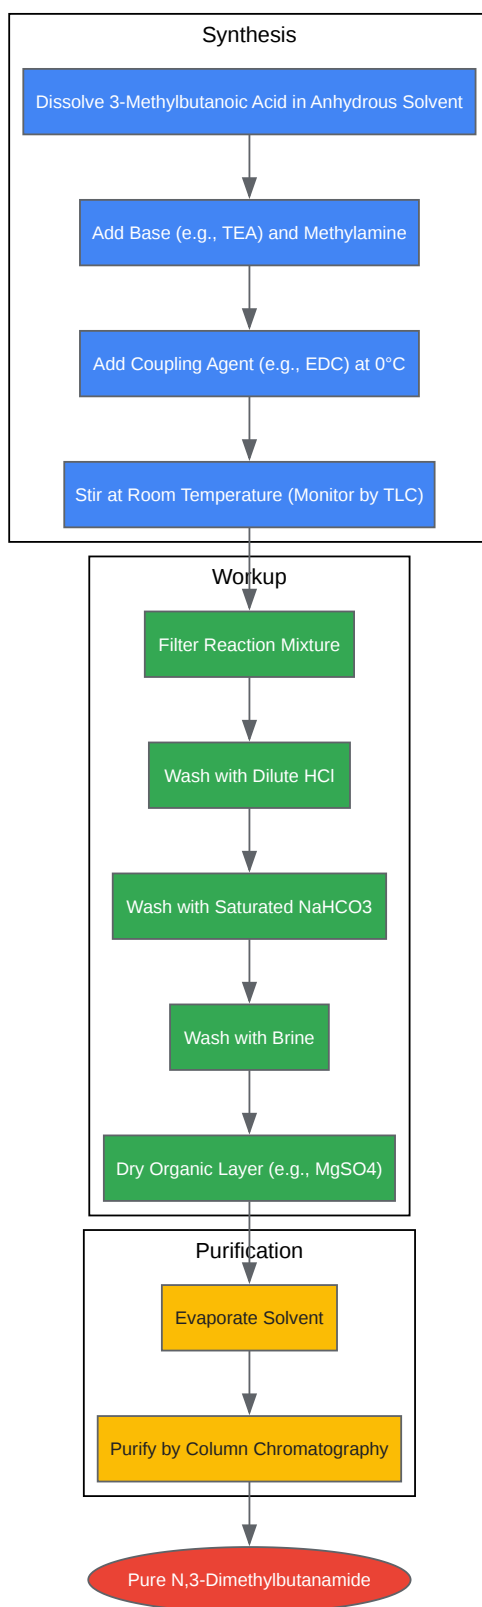 Synthesis
Dissolve 3-Methylbutanoic Acid in Anhydrous Solvent
Add Base (e.g., TEA) and Methylamine
Add Coupling Agent (e.g., EDC) at 0°C
Stir at Room Temperature (Monitor by TLC)
Workup
Filter Reaction Mixture
Wash with Dilute HCl
Wash with Saturated NaHCO3
Wash with Brine
Dry Organic Layer (e.g., MgSO4)
Purification
Evaporate Solvent
Purify by Column Chromatography
Pure N,3-Dimethylbutanamide